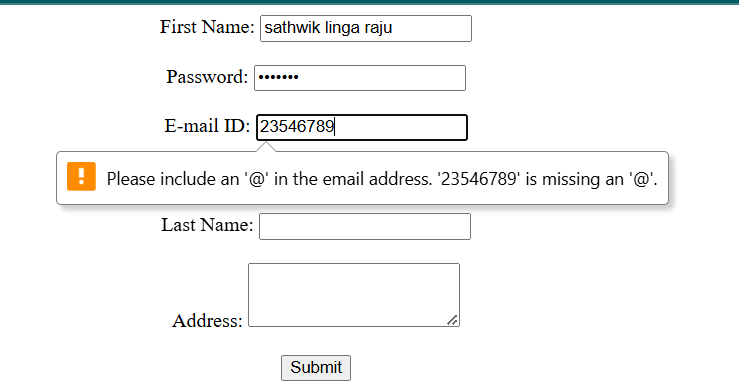 First Name: sathwik linga raju
Password: •••••••
E-mail ID: 23546789
Please include an '@' in the email address. '23546789' is missing an '@'.
Last Name:
Address:
Submit